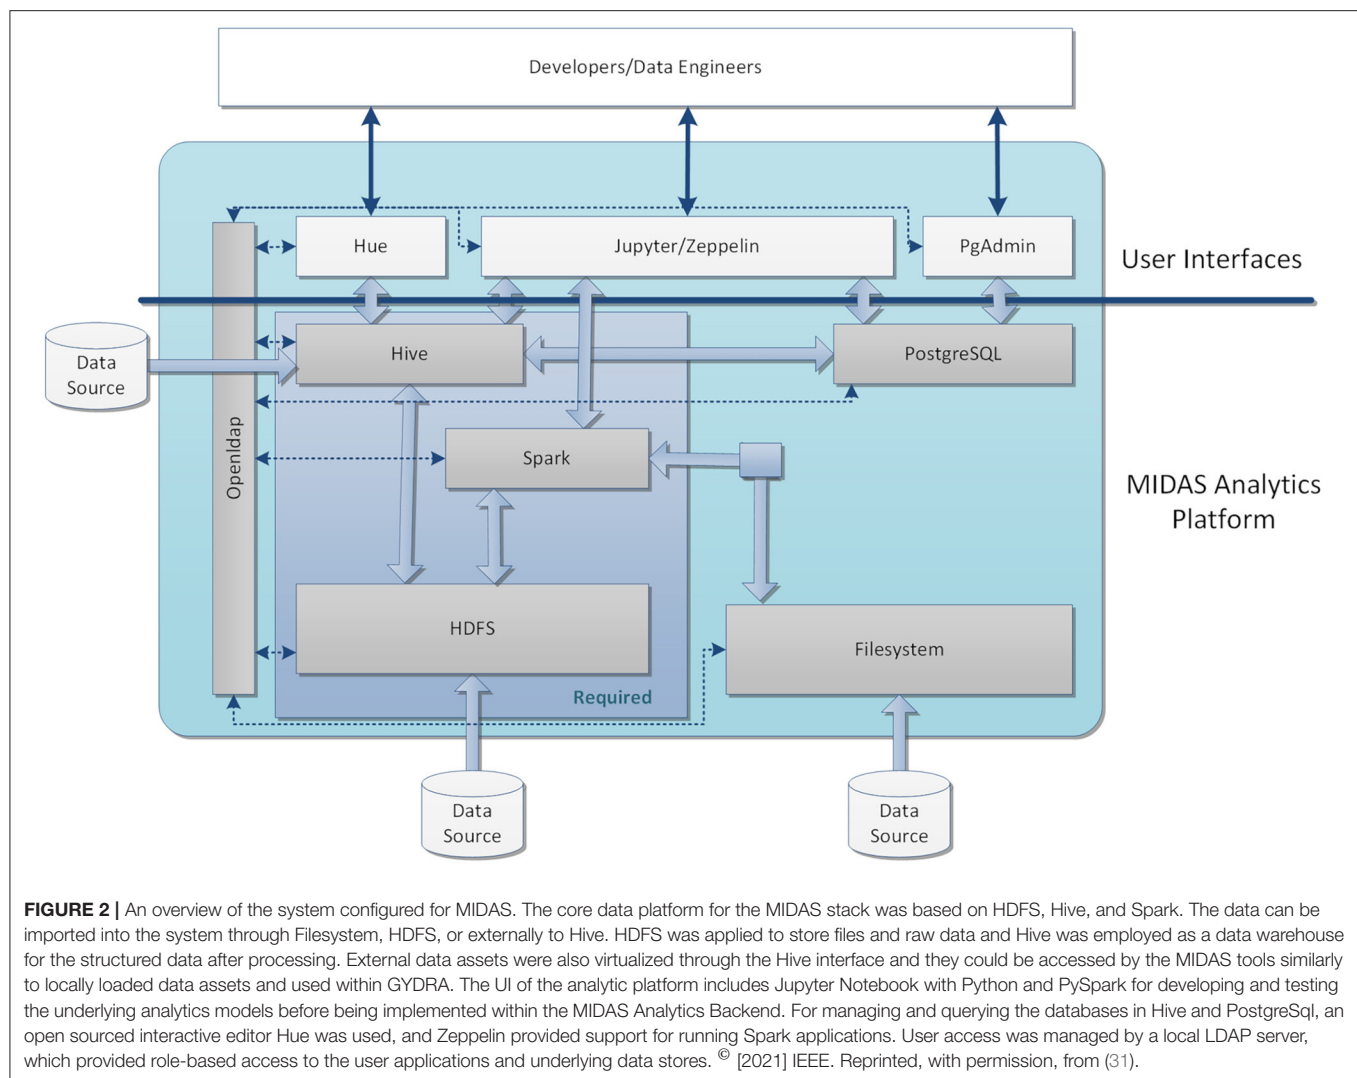 Developers/Data Engineers
Hue
Jupyter/Zeppelin
PgAdmin
User Interfaces
Data
Source
Hive
PostgreSQL
Openldap
Spark
MIDAS Analytics
Platform
HDFS
Filesystem
Required
Data
Source
Data
Source
FIGURE 2 | An overview of the system configured for MIDAS. The core data platform for the MIDAS stack was based on HDFS, Hive, and Spark. The data can be
imported into the system through Filesystem, HDFS, or externally to Hive. HDFS was applied to store files and raw data and Hive was employed as a data warehouse
for the structured data after processing. External data assets were also virtualized through the Hive interface and they could be accessed by the MIDAS tools similarly
to locally loaded data assets and used within GYDRA. The UI of the analytic platform includes Jupyter Notebook with Python and PySpark for developing and testing
the underlying analytics models before being implemented within the MIDAS Analytics Backend. For managing and querying the databases in Hive and PostgreSql, an
open sourced interactive editor Hue was used, and Zeppelin provided support for running Spark applications. User access was managed by a local LDAP server,
which provided role-based access to the user applications and underlying data stores. © [2021] IEEE. Reprinted, with permission, from (31).